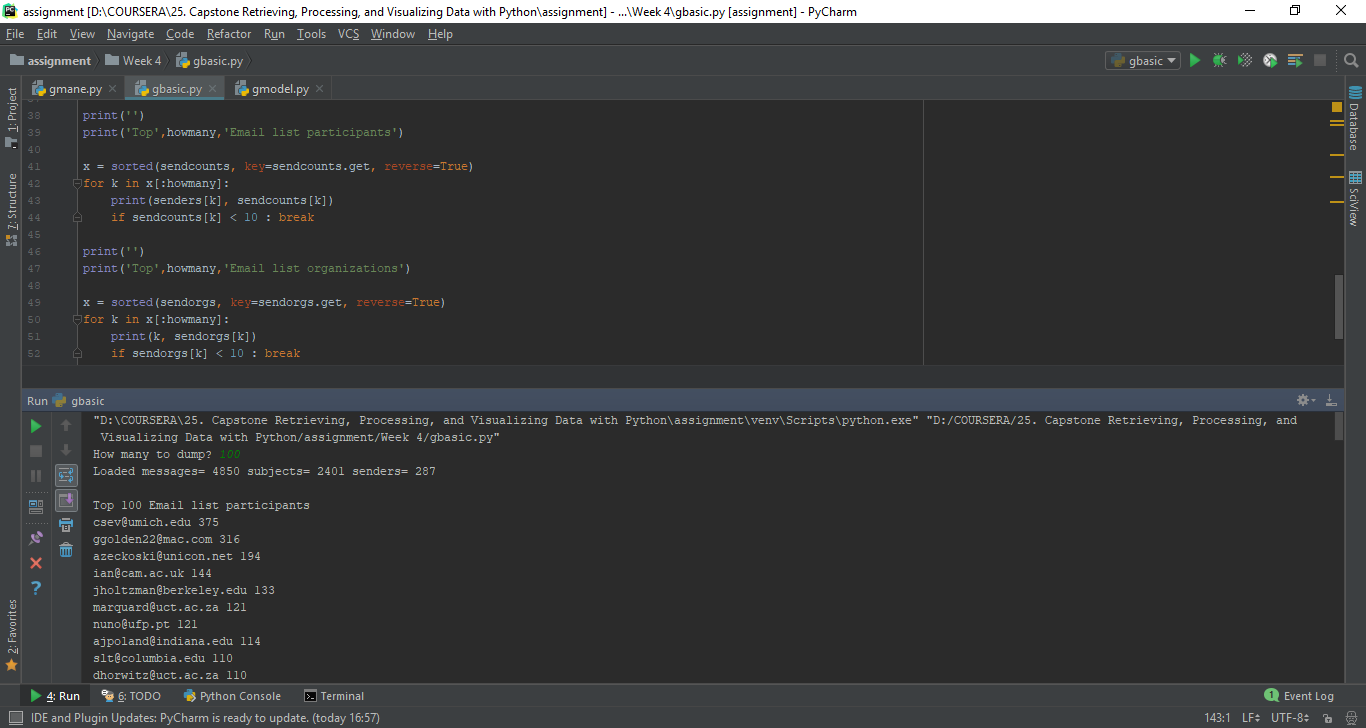 assignment [D:\COURSERA\25. Capstone Retrieving, Processing, and Visualizing Data with Python\assignment] - ...\Week 4\gbasic.py [assignment] - PyCharm
File Edit View Navigate Code Refactor Run Tools VCS Window Help
assignment Week 4 gbasic.py gbasic
gmane.py gbasic.py gmodel.py
1: Project
7: Structure
2: Favorites
Database
SciView
38 print('')
39 print('Top',howmany,'Email list participants')
40
41 x = sorted(sendcounts, key=sendcounts.get, reverse=True)
42 for k in x[:howmany]:
43 print(senders[k], sendcounts[k])
44 if sendcounts[k] < 10 : break
45
46 print('')
47 print('Top',howmany,'Email list organizations')
48
49 x = sorted(sendorgs, key=sendorgs.get, reverse=True)
50 for k in x[:howmany]:
51 print(k, sendorgs[k])
52 if sendorgs[k] < 10 : break
Run gbasic
"D:\COURSERA\25. Capstone Retrieving, Processing, and Visualizing Data with Python\assignment\venv\Scripts\python.exe" "D:/COURSERA/25. Capstone Retrieving, Processing, and
Visualizing Data with Python/assignment/Week 4/gbasic.py"
How many to dump? 100
Loaded messages= 4850 subjects= 2401 senders= 287
Top 100 Email list participants
csev@umich.edu 375
ggolden22@mac.com 316
azeckoski@unicon.net 194
ian@cam.ac.uk 144
jholtzman@berkeley.edu 133
marquard@uct.ac.za 121
nuno@ufp.pt 121
ajpoland@indiana.edu 114
slt@columbia.edu 110
dhorwitz@uct.ac.za 110
4: Run 6: TODO Python Console Terminal 1 Event Log
IDE and Plugin Updates: PyCharm is ready to update. (today 16:57) 143:1 LF UTF-8